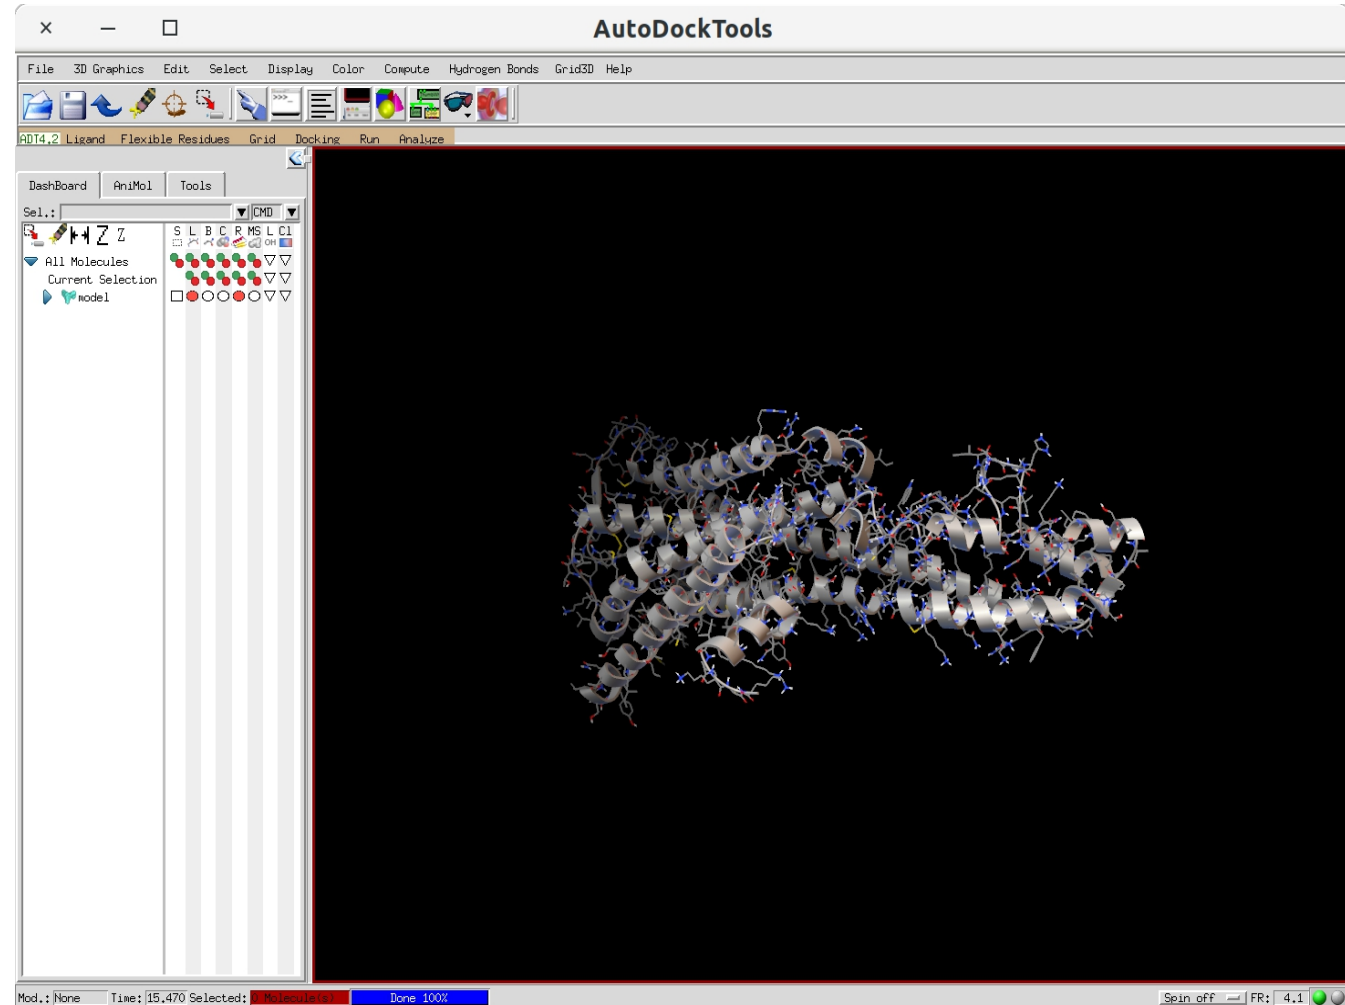 AutoDockTools
File 3D Graphics Edit Select Display Color Compute Hydrogen Bonds Grid3D Help
ADT4.2 Ligand Flexible Residues Grid Docking Run Analyze
DashBoard AniMol Tools
Sel.: CMD
Z Z
S L B C R MS L Cl
OH
All Molecules
Current Selection
model
Mod.: None Time: 15.470 Selected: 0 Molecule(s) Done 100% Spin off FR: 4.1